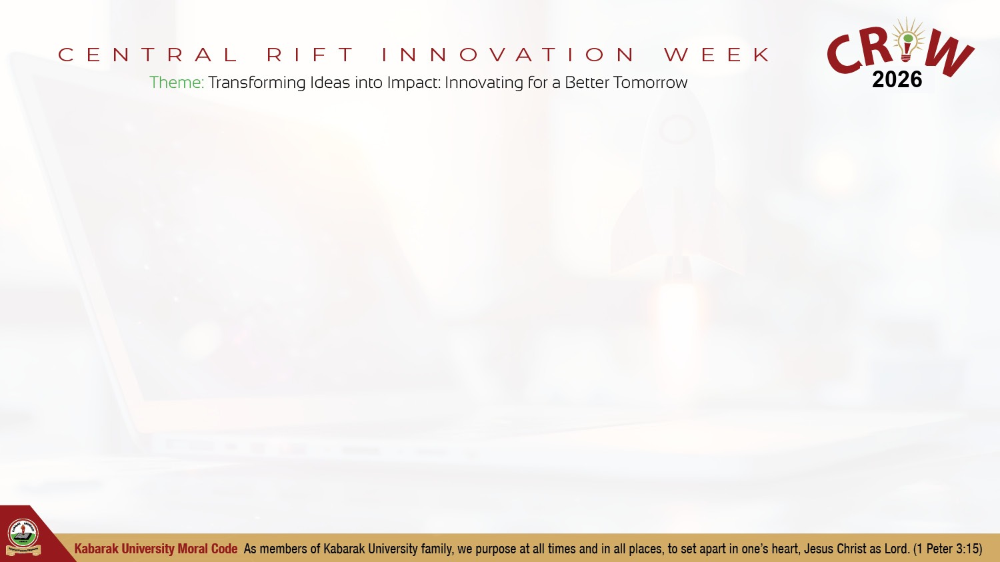 CENTRAL RIFT INNOVATION WEEK
Theme: Transforming Ideas into Impact: Innovating for a Better Tomorrow
CRIW
2026
Kabarak University Moral Code As members of Kabarak University family, we purpose at all times and in all places, to set apart in one’s heart, Jesus Christ as Lord. (1 Peter 3:15)